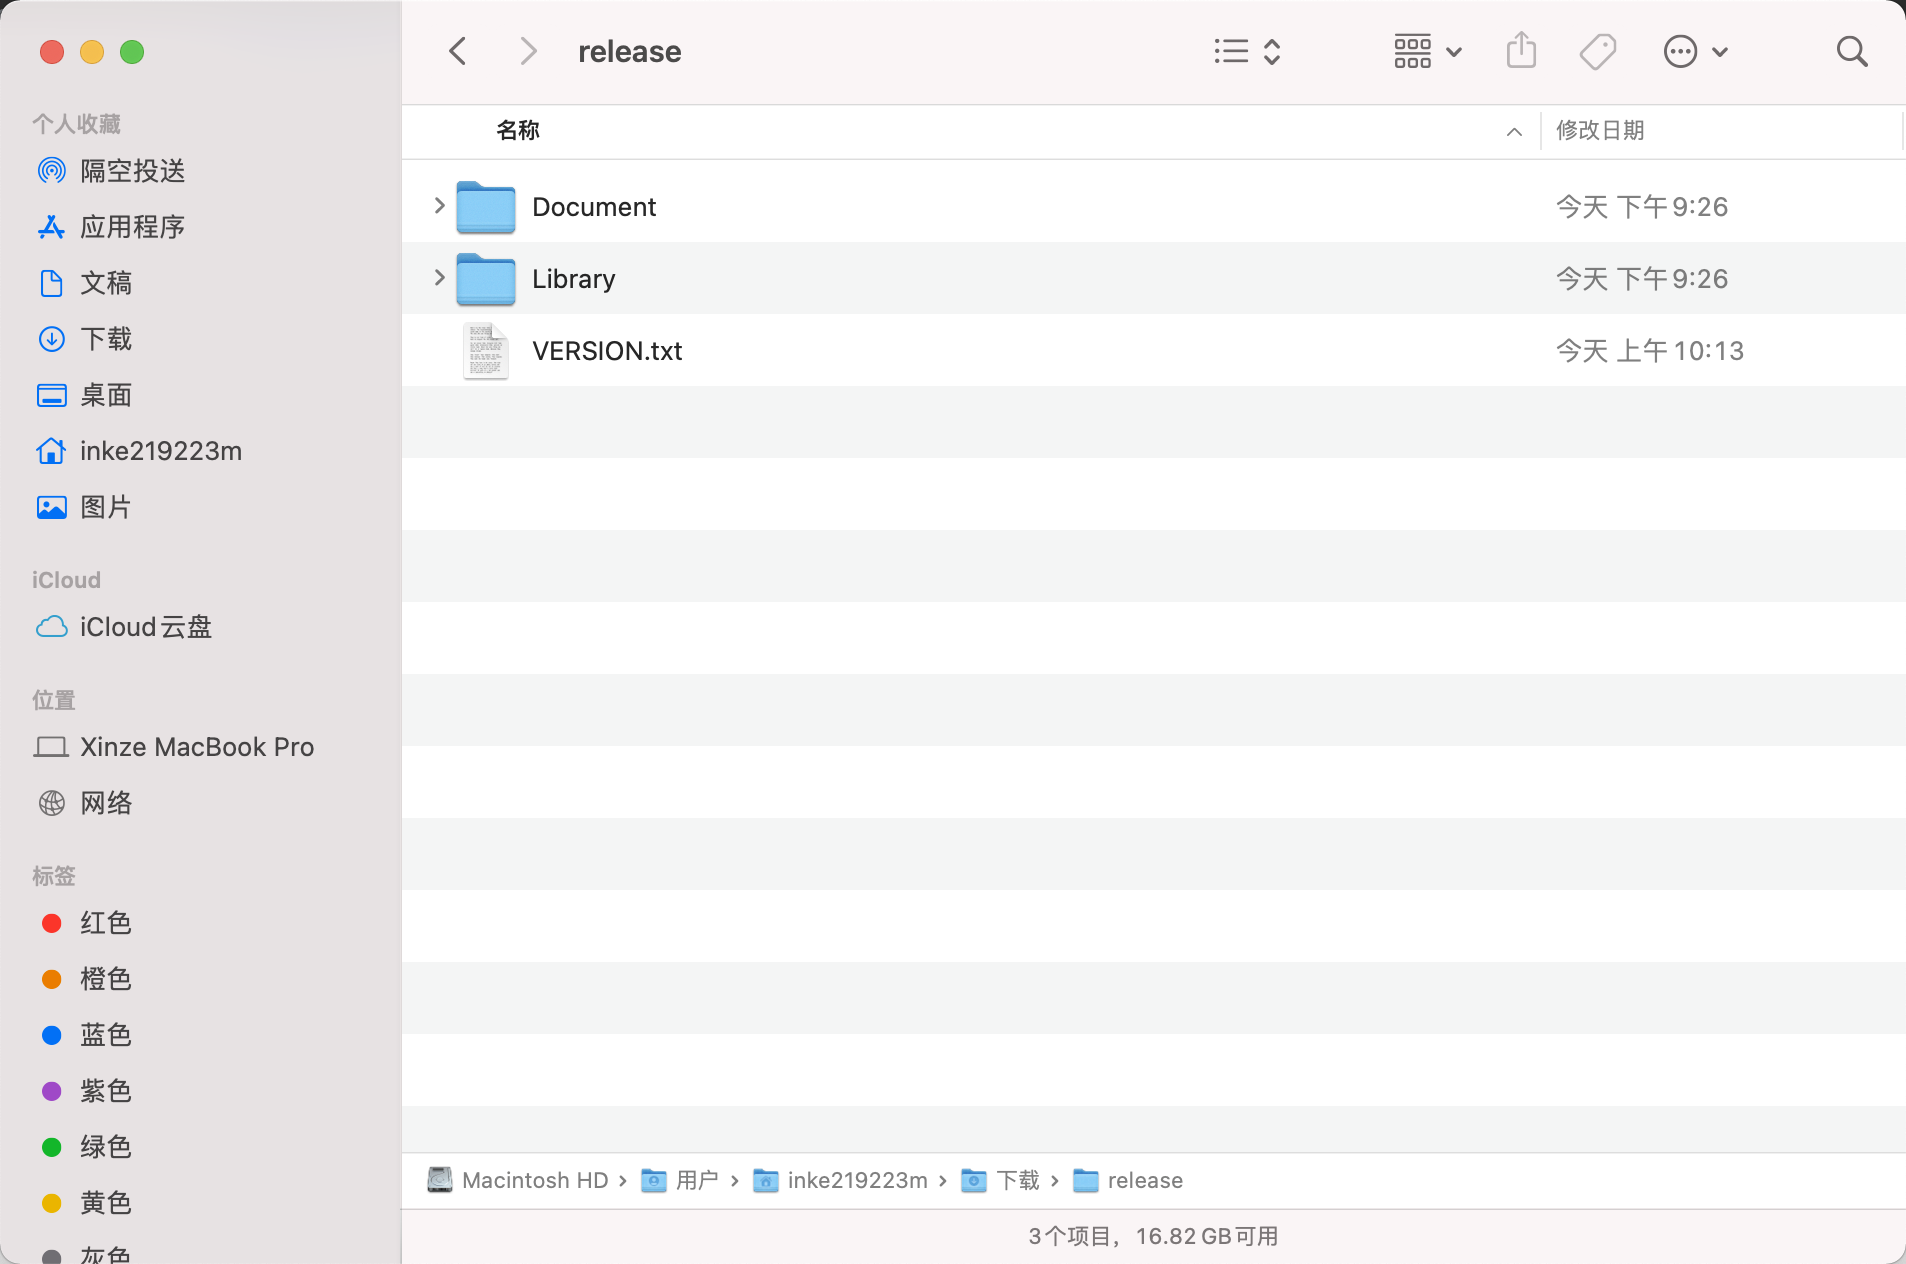 release
个人收藏
隔空投送
应用程序
文稿
下载
桌面
inke219223m
图片
iCloud
iCloud云盘
位置
Xinze MacBook Pro
网络
标签
红色
橙色
蓝色
紫色
绿色
黄色
灰色
名称 修改日期
Document 今天 下午9:26
Library 今天 下午9:26
VERSION.txt 今天 上午10:13
Macintosh HD › 用户 › inke219223m › 下载 › release
3个项目，16.82 GB可用